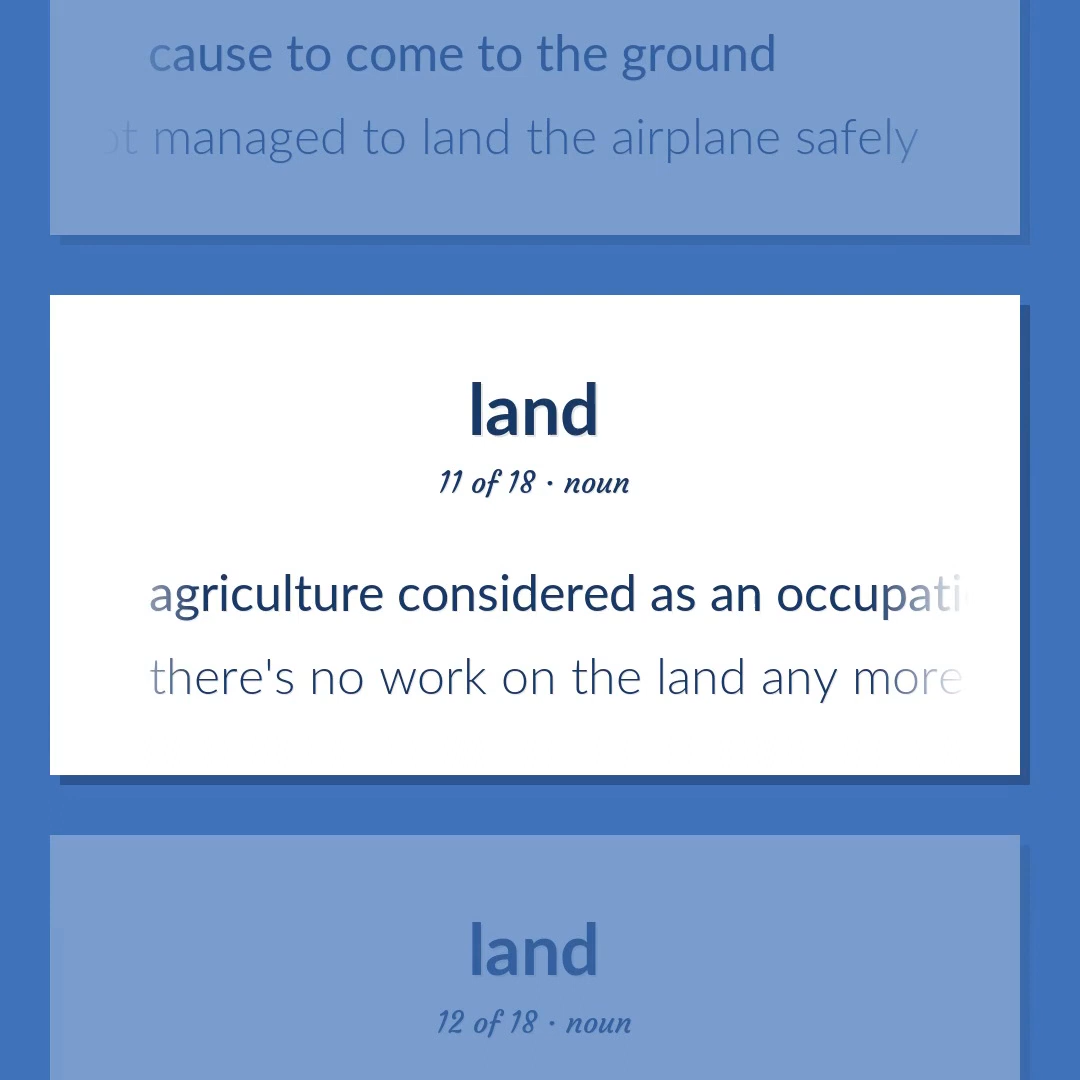 cause to come to the ground
managed to land the airplane safely
land
11 of 18 · noun
agriculture considered as an occupati
there's no work on the land any more
land
12 of 18 · noun